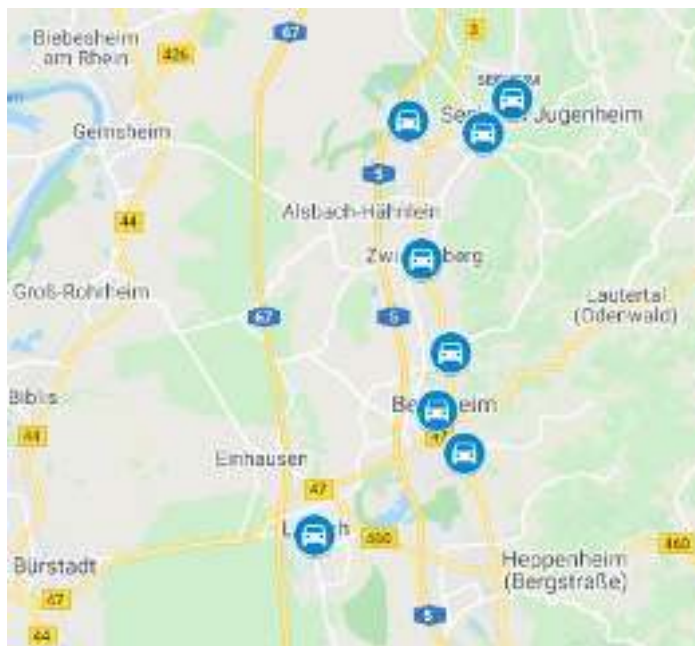 Biebesheim
am Rhein
67
3
426
Gernsheim
Jugenheim
5
Alsbach-Hähnlein
44
Groß-Rohrheim
Lautertal
(Odenwald)
67
5
Biblis
44
47
Einhausen
47
460
460
Bürstadt
Heppenheim
(Bergstraße)
47
5
44